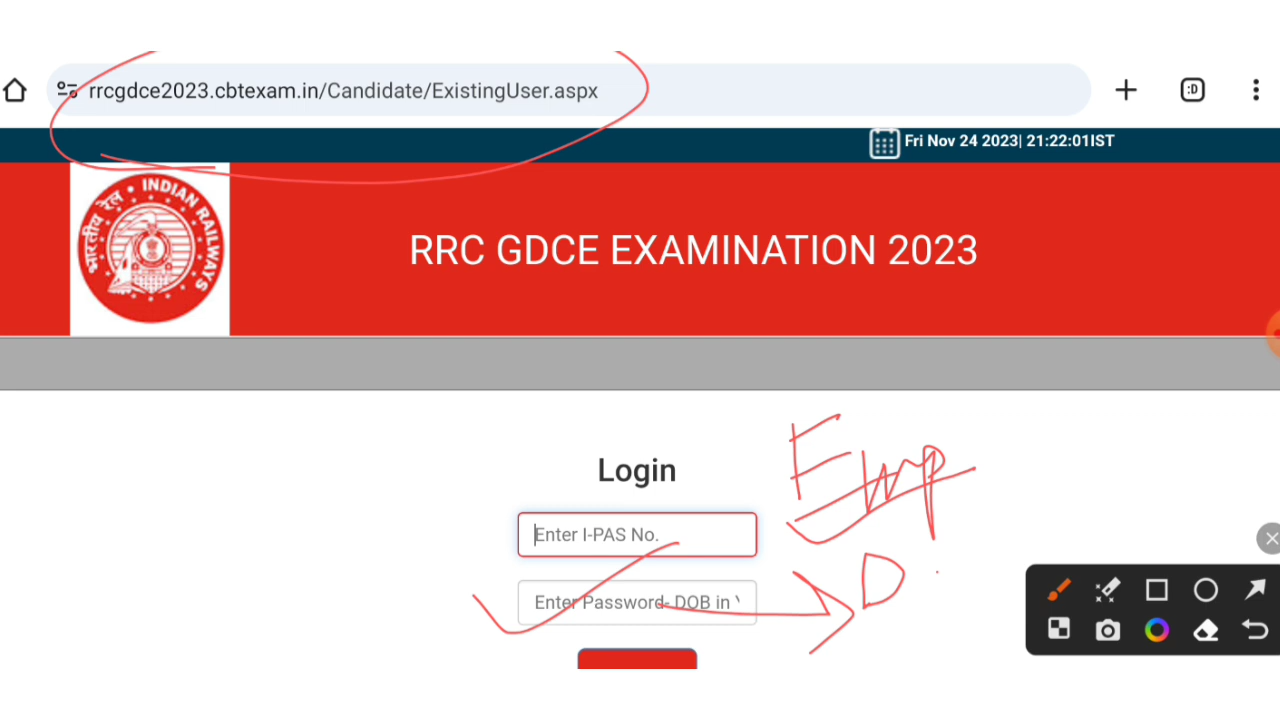 rrcgdce2023.cbtexam.in/Candidate/ExistingUser.aspx
:D
Fri Nov 24 2023| 21:22:01IST
भारतीय रेल • INDIAN RAILWAYS
RRC GDCE EXAMINATION 2023
Login
Emp
Enter I-PAS No.
D
Enter Password- DOB in